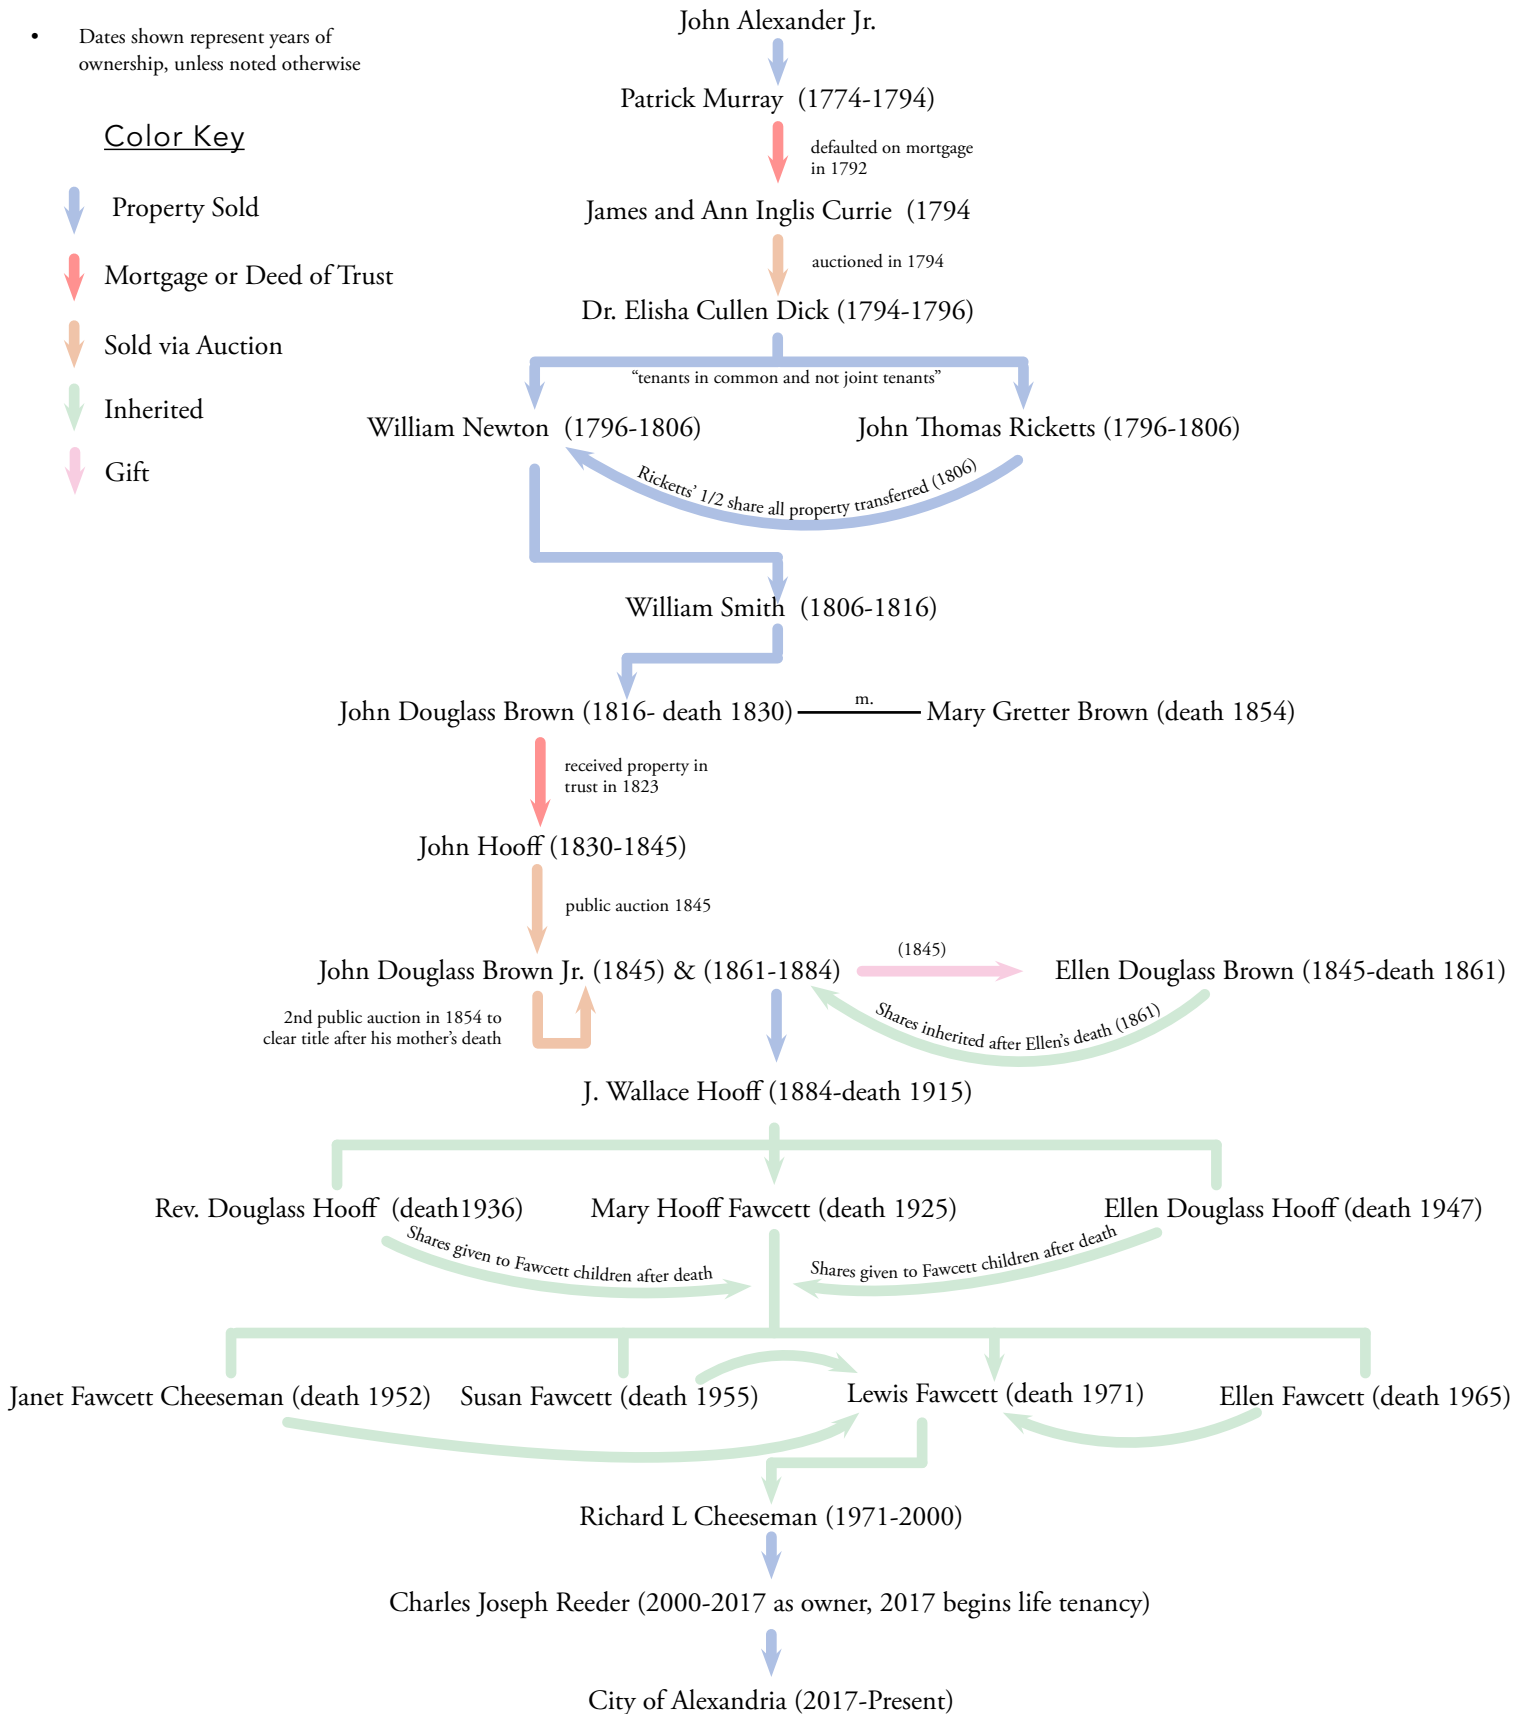 John Alexander Jr.
• Dates shown represent years of
ownership, unless noted otherwise
Patrick Murray (1774-1794)
Color Key
defaulted on mortgage
in 1792
Property Sold
James and Ann Inglis Currie (1794
auctioned in 1794
Mortgage or Deed of Trust
Dr. Elisha Cullen Dick (1794-1796)
Sold via Auction
“tenants in common and not joint tenants”
Inherited
William Newton (1796-1806)
John Thomas Ricketts (1796-1806)
Gift
Ricketts’ 1/2 share all property transferred (1806)
William Smith (1806-1816)
John Douglass Brown (1816- death 1830)
m.
Mary Gretter Brown (death 1854)
received property in
trust in 1823
John Hooff (1830-1845)
public auction 1845
John Douglass Brown Jr. (1845) & (1861-1884)
(1845)
Ellen Douglass Brown (1845-death 1861)
2nd public auction in 1854 to
clear title after his mother’s death
Shares inherited after Ellen’s death (1861)
J. Wallace Hooff (1884-death 1915)
Rev. Douglass Hooff (death1936)
Mary Hooff Fawcett (death 1925)
Ellen Douglass Hooff (death 1947)
Shares given to Fawcett children after death
Shares given to Fawcett children after death
Janet Fawcett Cheeseman (death 1952)
Susan Fawcett (death 1955)
Lewis Fawcett (death 1971)
Ellen Fawcett (death 1965)
Richard L Cheeseman (1971-2000)
Charles Joseph Reeder (2000-2017 as owner, 2017 begins life tenancy)
City of Alexandria (2017-Present)